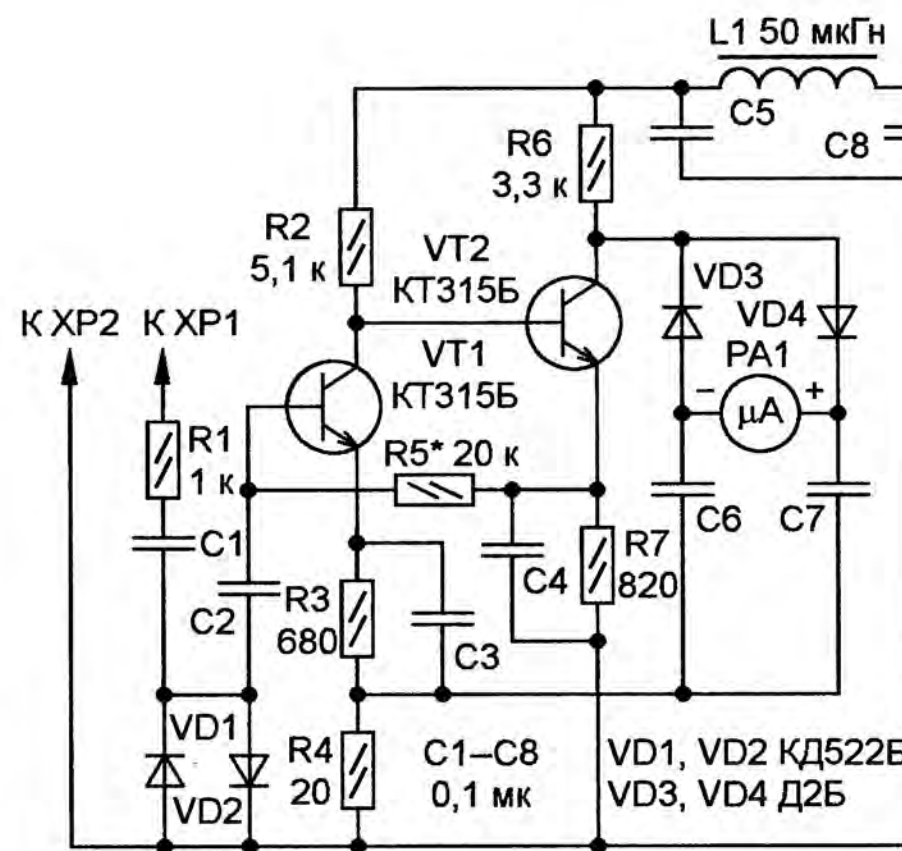 L1 50 мкГн
C5
C8
R6
3,3 к
R2
5,1 к
VT2
КТ315Б
VD3
VD4
К ХР2
К ХР1
VT1
КТ315Б
PA1
– +
μA
R1
1 к
R5* 20 к
C6
C7
C1
C2
R3
680
C3
C4
R7
820
VD1
VD2
R4
20
C1–C8
0,1 мк
VD1, VD2 КД522Б
VD3, VD4 Д2Б